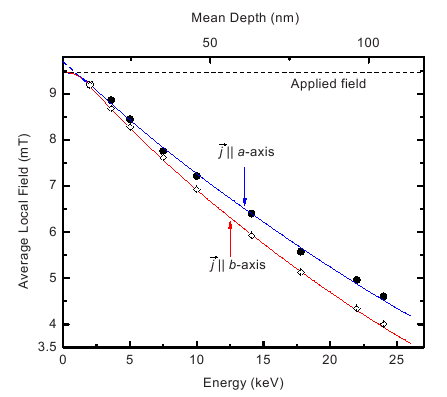 Mean Depth (nm)
50
100
Applied field
9
8
7
6
5
4
3.5
j⃗ || a-axis
j⃗ || b-axis
Average Local Field (mT)
0
5
10
15
20
25
Energy (keV)